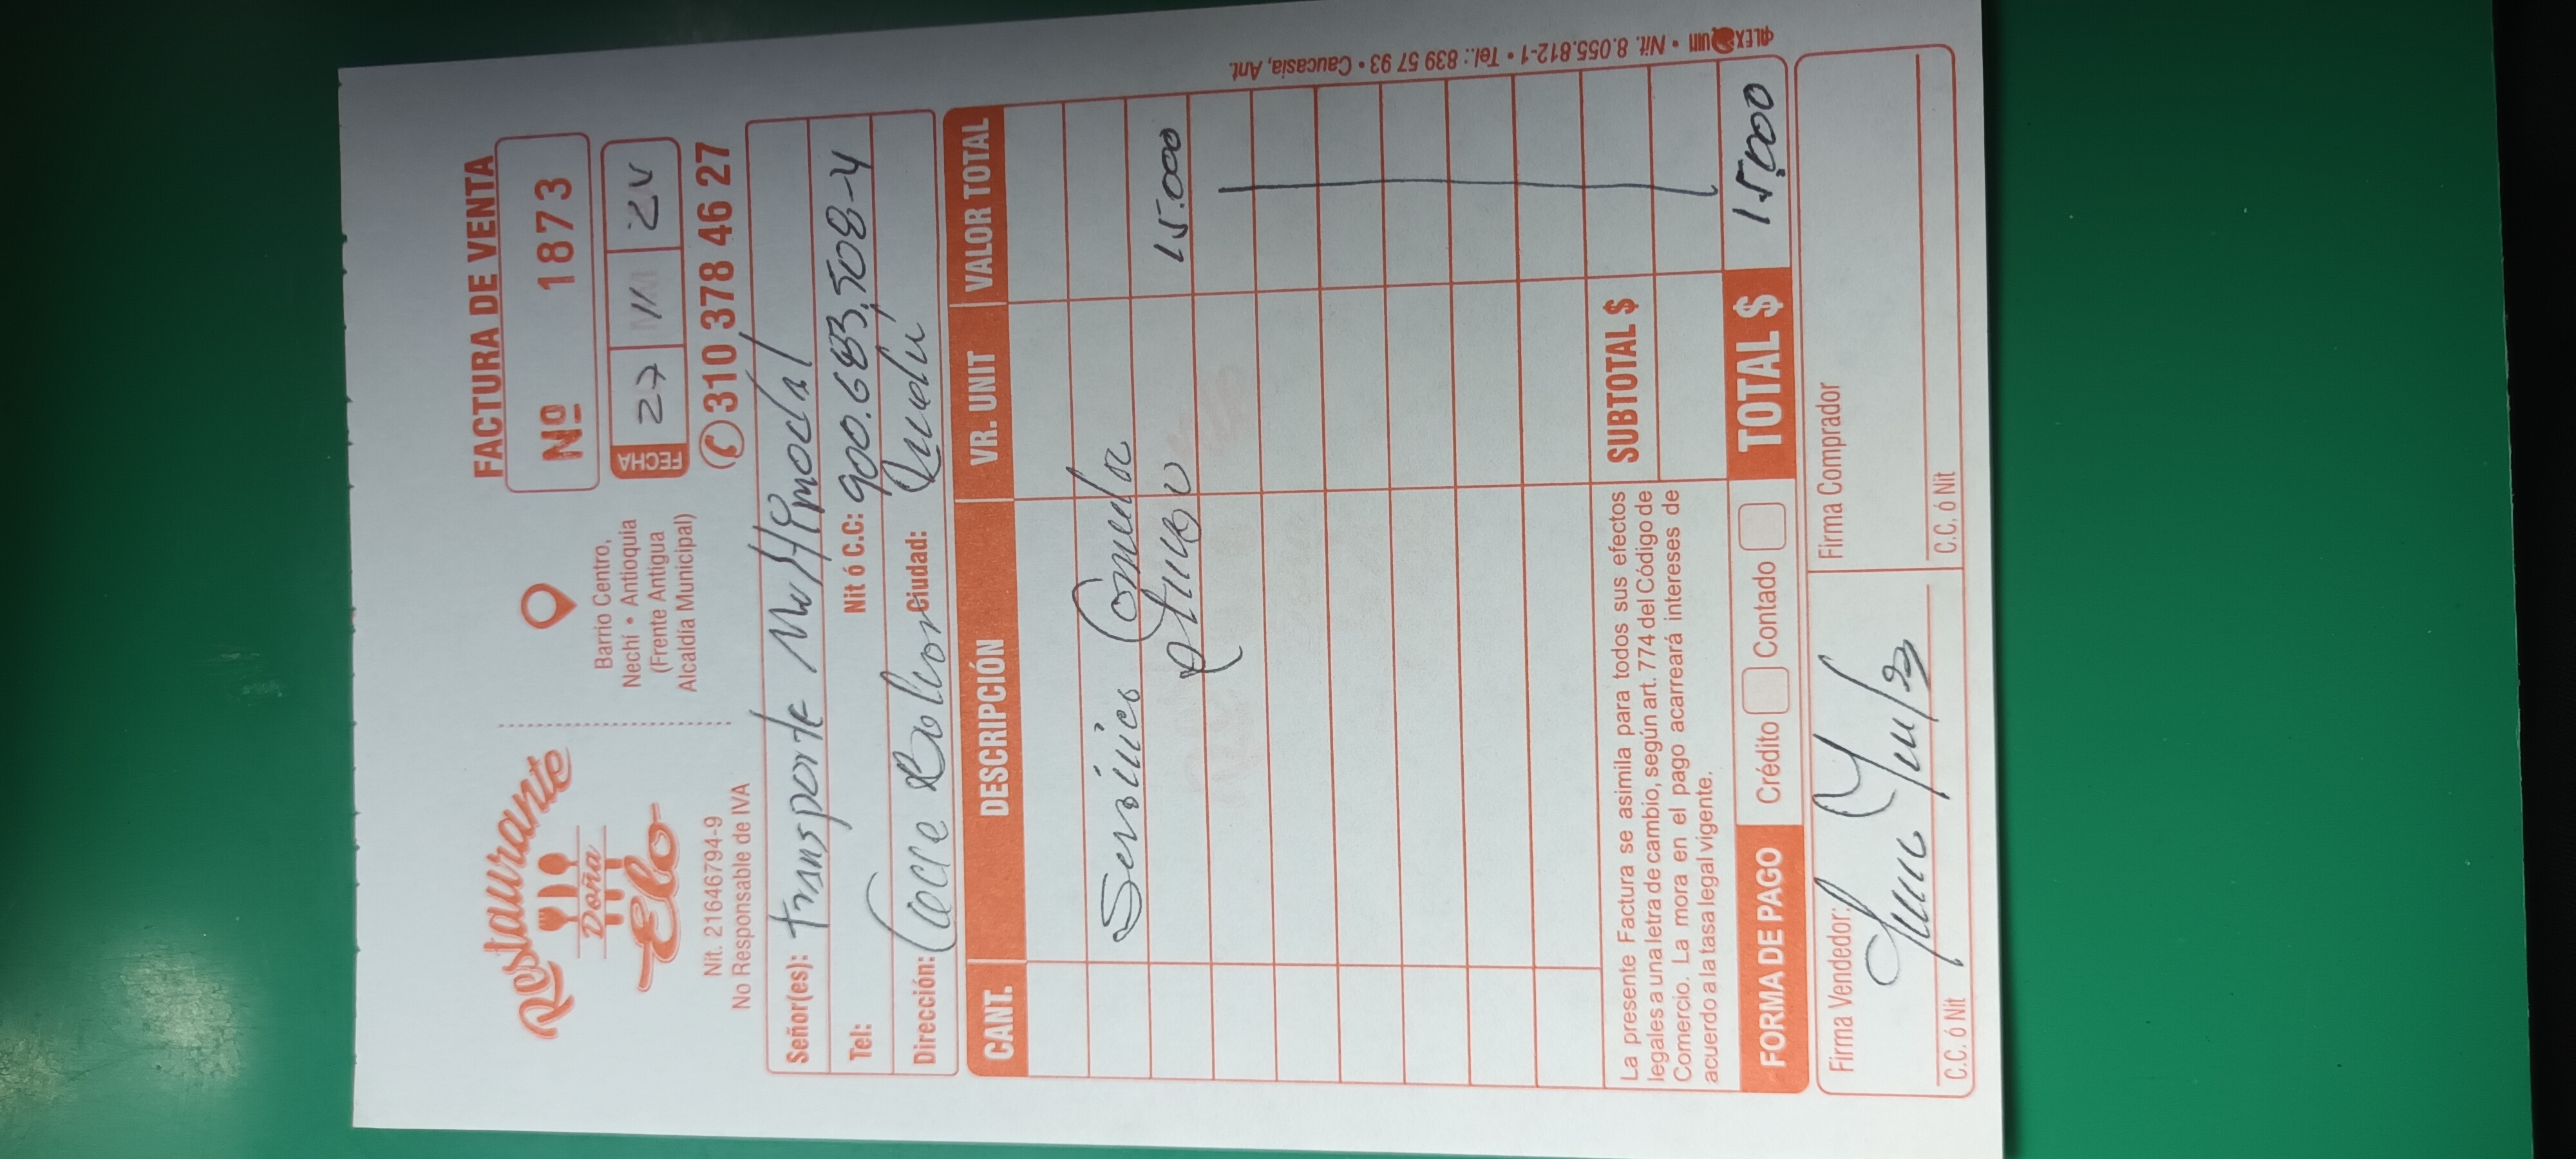 Restaurante
Doña
Elo
Nit. 21646794-9
No Responsable de IVA
Barrio Centro,
Nechí • Antioquia
(Frente Antigua
Alcaldía Municipal)
FACTURA DE VENTA
Nº 1873
FECHA 27 11
310 378 46 27
Señor(es): Transporte Multimodal
Tel: Nit ó C.C: 900.683.508-4
Dirección: Ciudad:
CANT. DESCRIPCIÓN VR. UNIT VALOR TOTAL
Servicio
15.000
La presente Factura se asimila para todos sus efectos
legales a una letra de cambio, según art. 774 del Código de
Comercio. La mora en el pago acarreará intereses de
acuerdo a la tasa legal vigente.
SUBTOTAL $
FORMA DE PAGO Crédito Contado TOTAL $ 15.000
Firma Vendedor: Firma Comprador
C.C. ó Nit C.C. ó Nit
ALEXQUIN • Nit. 8.055.812-1 • Tel.: 839 57 93 • Caucasia, Ant.